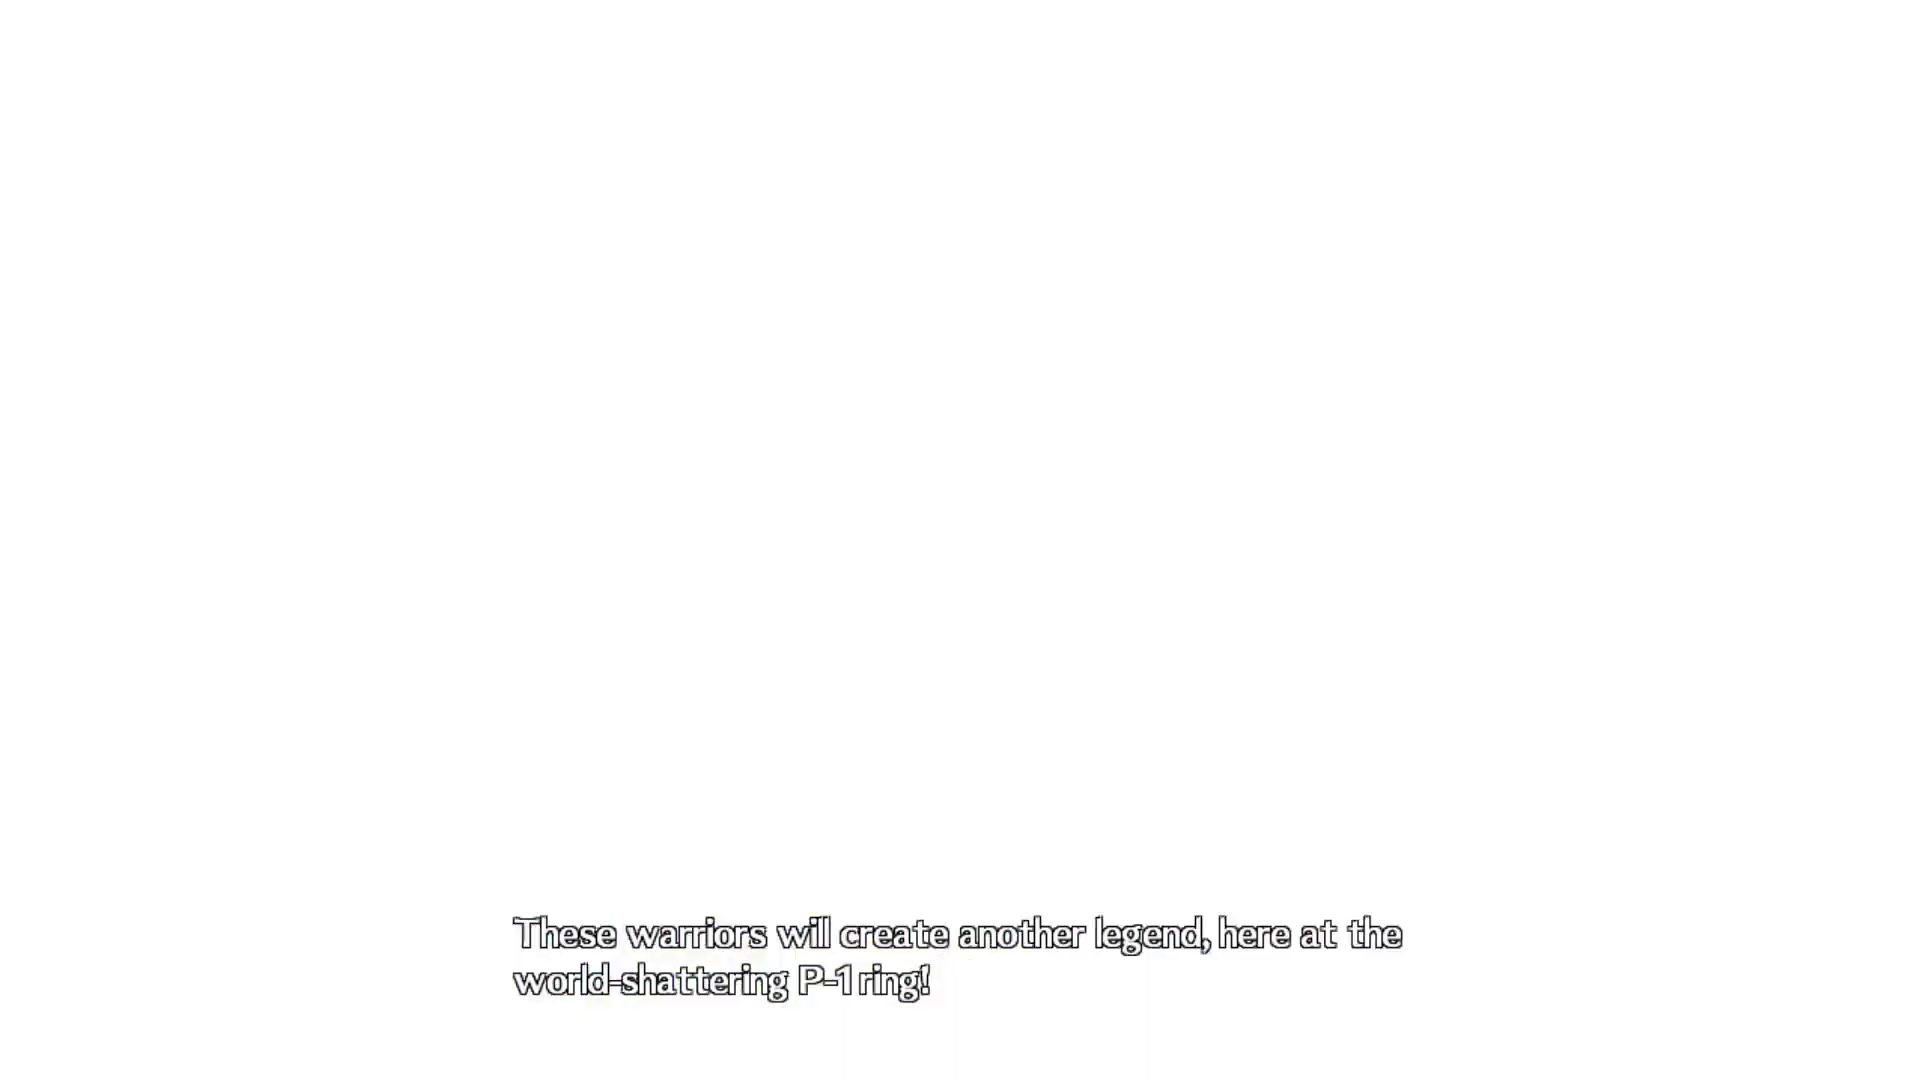 These warriors will create another legend, here at the
world-shattering P-1 ring!